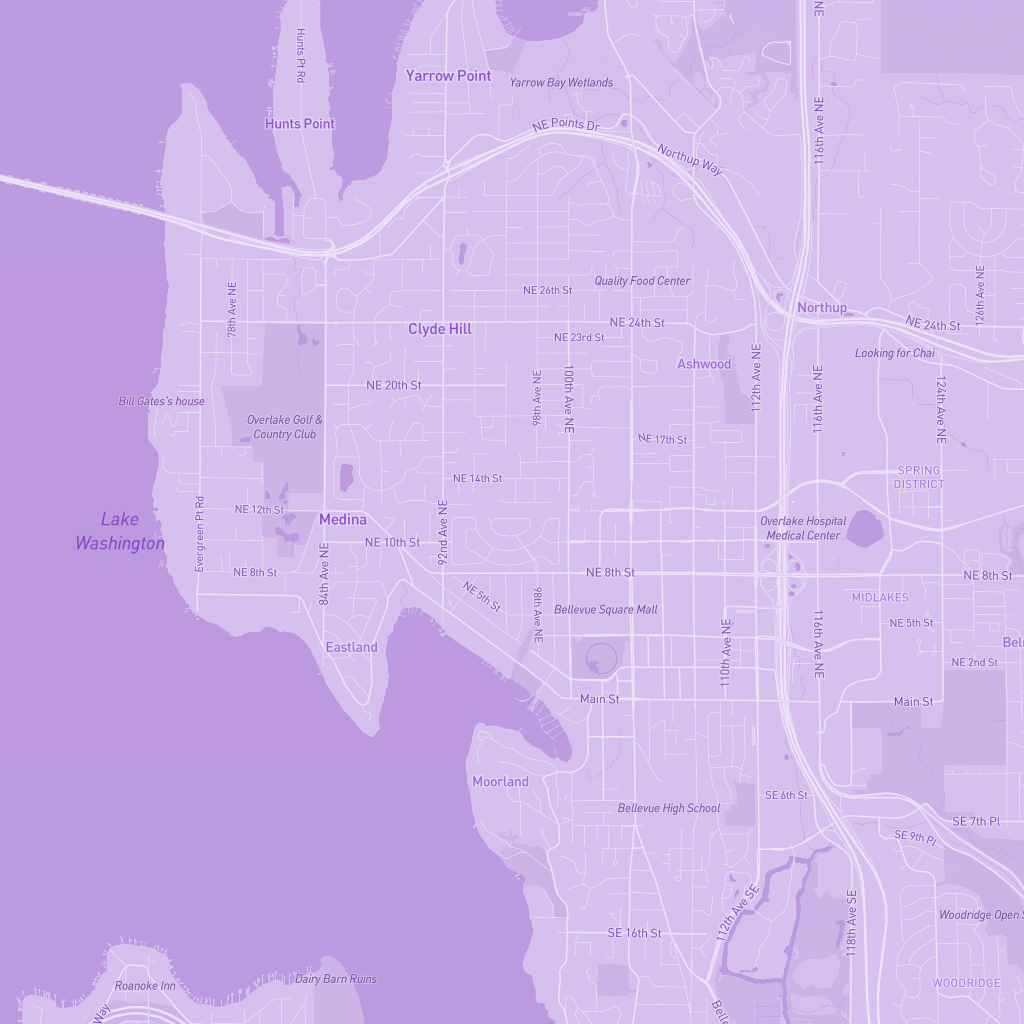 NE
Hunts Pt Rd
Yarrow Point
Yarrow Bay Wetlands
116th Ave NE
Hunts Point
NE Points Dr
Northup Way
78th Ave NE
NE 26th St
Quality Food Center
126th Ave NE
Northup
Clyde Hill
NE 24th St
NE 24th St
NE 23rd St
Looking for Chai
Ashwood
112th Ave NE
NE 20th St
98th Ave NE
100th Ave NE
116th Ave NE
124th Ave NE
Bill Gates's house
Overlake Golf &
Country Club
NE 17th St
SPRING
DISTRICT
NE 14th St
Lake
Washington
Evergreen Pt Rd
NE 12th St
Medina
92nd Ave NE
Overlake Hospital
Medical Center
NE 10th St
NE 8th St
84th Ave NE
NE 8th St
NE 8th St
NE 5th St
98th Ave NE
Bellevue Square Mall
MIDLAKES
NE 5th St
110th Ave NE
116th Ave NE
Eastland
Belr
NE 2nd St
Main St
Main St
Moorland
SE 6th St
Bellevue High School
SE 7th Pl
SE 9th Pl
112th Ave SE
118th Ave SE
Woodridge Open S
SE 16th St
Dairy Barn Ruins
Roanoke Inn
WOODRIDGE
Way
Belle